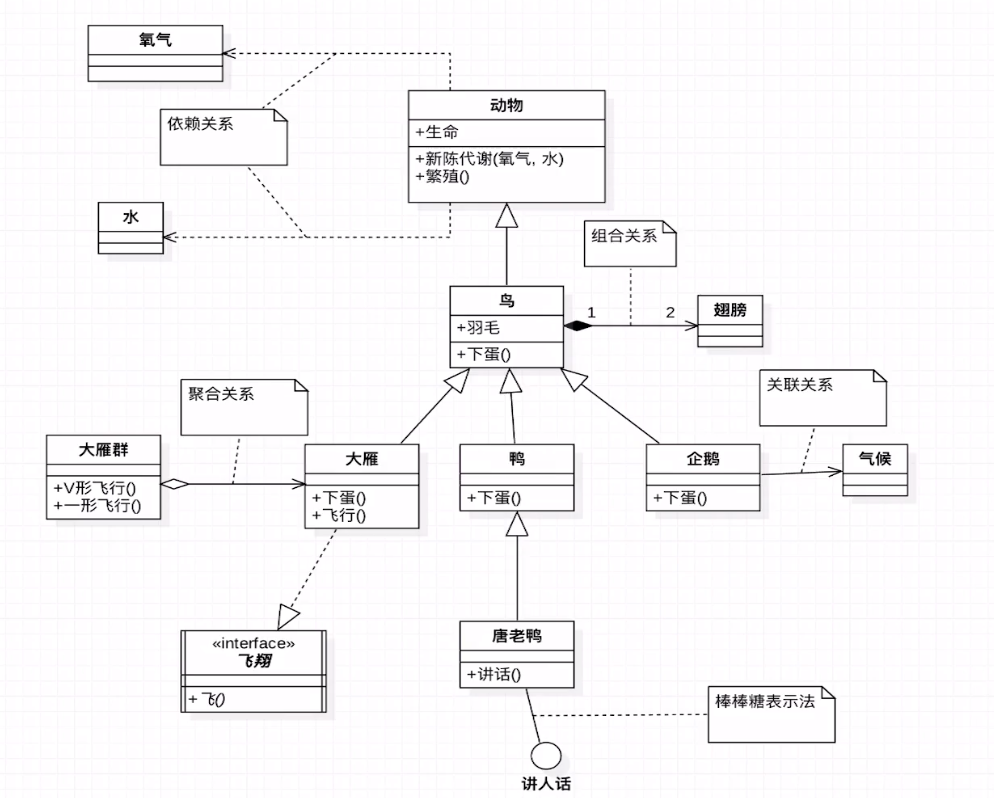 氧气
动物
+生命
+新陈代谢(氧气, 水)
+繁殖()
依赖关系
水
组合关系
鸟
+羽毛
+下蛋()
1
2
翅膀
聚合关系
关联关系
大雁群
+V形飞行()
+一形飞行()
大雁
+下蛋()
+飞行()
鸭
+下蛋()
企鹅
+下蛋()
气候
«interface»
飞翔
+飞()
唐老鸭
+讲话()
棒棒糖表示法
讲人话